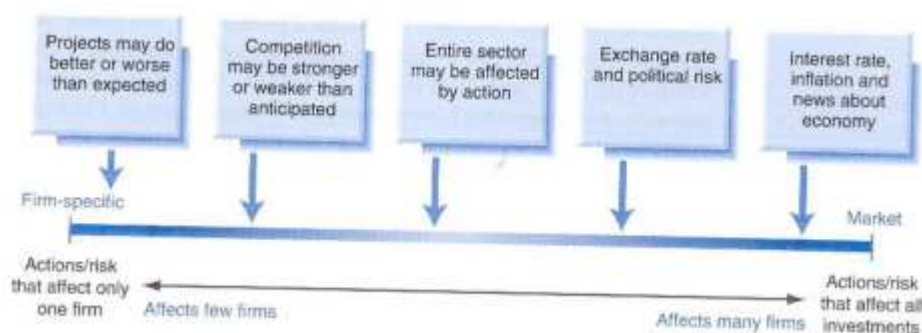 Projects may do
better or worse
than expected
Competition
may be stronger
or weaker than
anticipated
Entire sector
may be affected
by action
Exchange rate
and political risk
Interest rate,
inflation and
news about
economy
Firm-specific
Market
Actions/risk
that affect only
one firm
Affects few firms
Affects many firms
Actions/risk
that affect all
investments